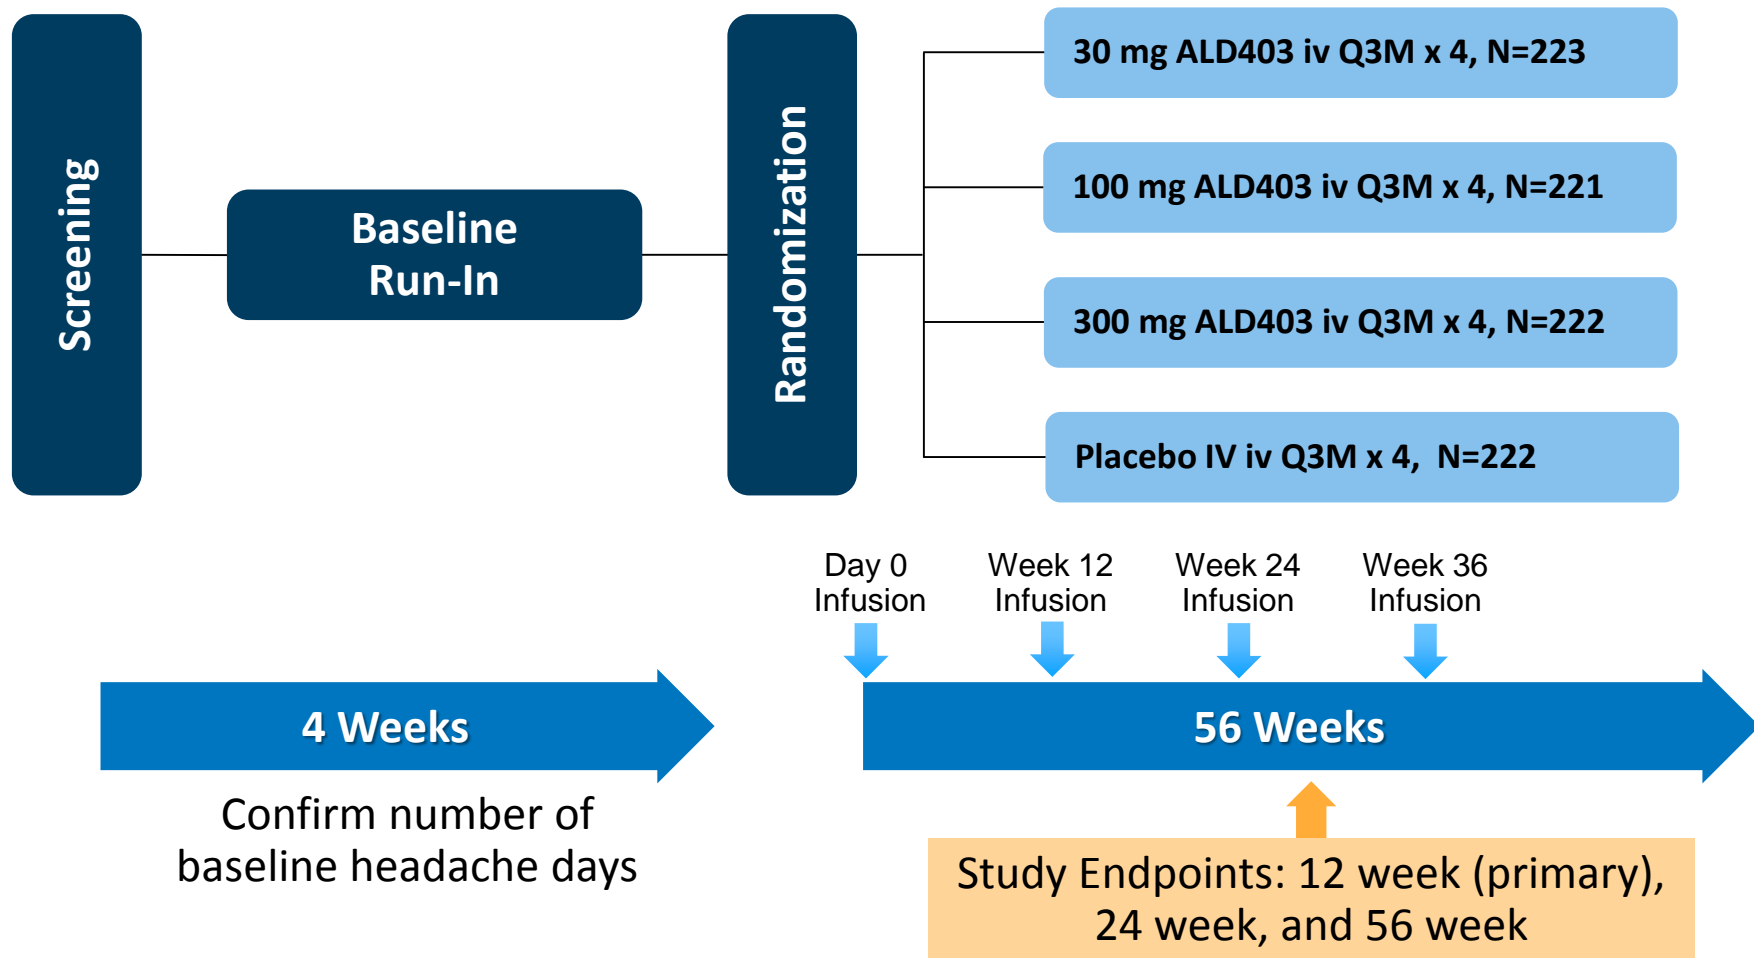 Screening
Baseline
Run-In
Randomization
30 mg ALD403 iv Q3M x 4, N=223
100 mg ALD403 iv Q3M x 4, N=221
300 mg ALD403 iv Q3M x 4, N=222
Placebo IV iv Q3M x 4, N=222
Day 0
Infusion
Week 12
Infusion
Week 24
Infusion
Week 36
Infusion
4 Weeks
56 Weeks
Confirm number of
baseline headache days
Study Endpoints: 12 week (primary),
24 week, and 56 week